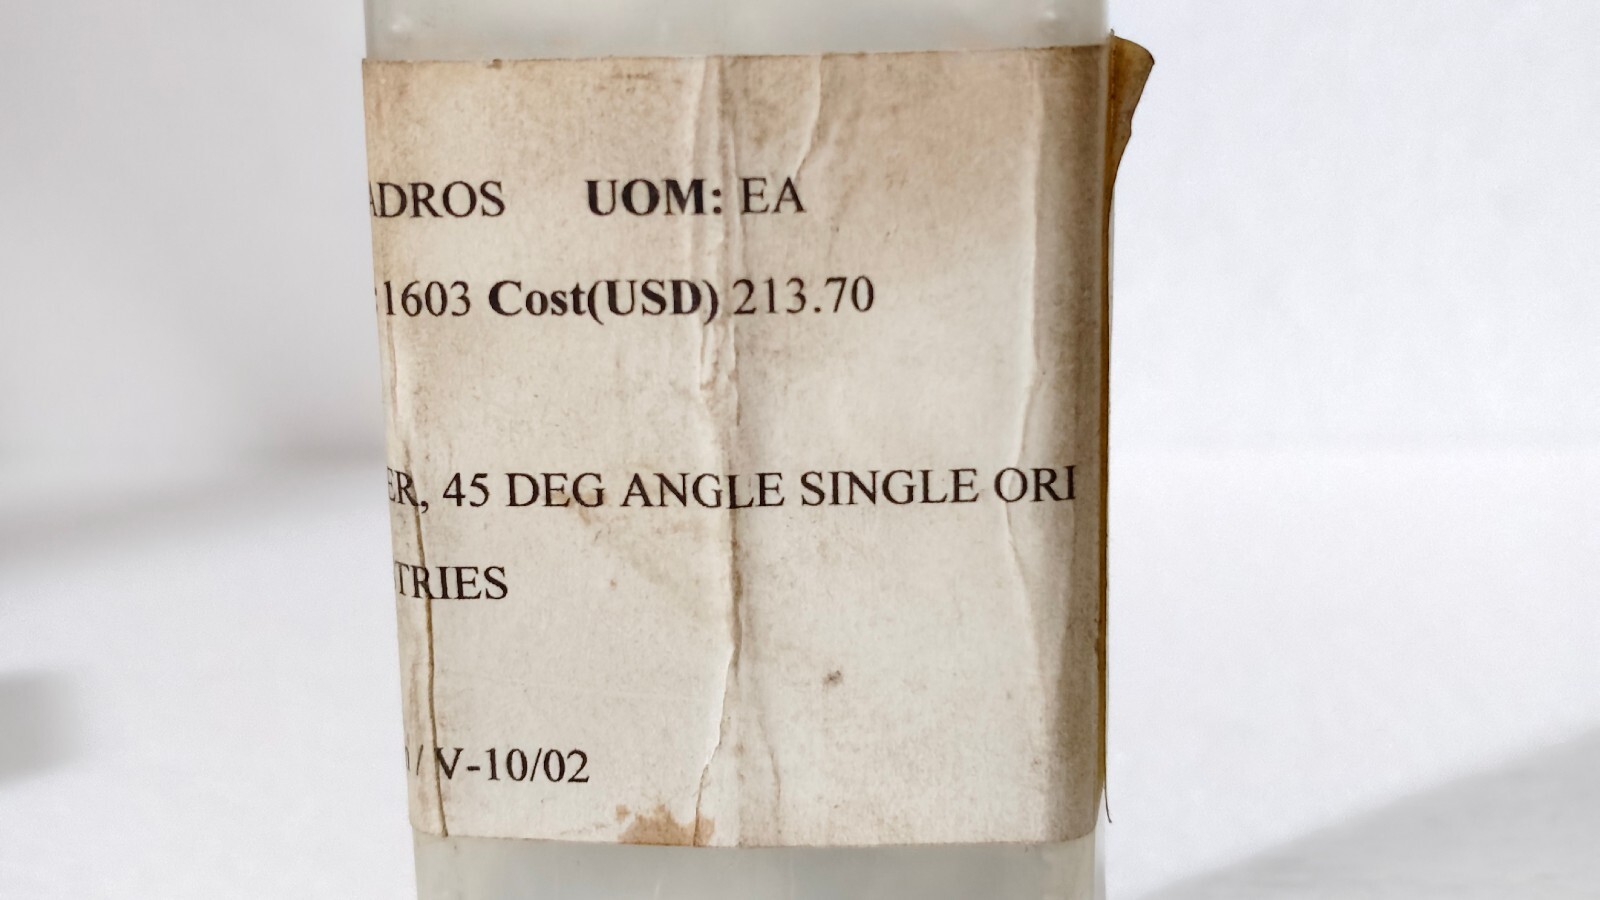 ADROS UOM: EA
1603 Cost(USD) 213.70
ER, 45 DEG ANGLE SINGLE ORI
TRIES
/ V-10/02